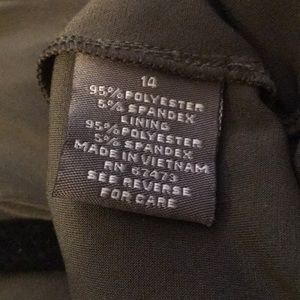 14
95% POLYESTER
5% SPANDEX
LINING
95% POLYESTER
5% SPANDEX
MADE IN VIETNAM
RN 67473
SEE REVERSE
FOR CARE